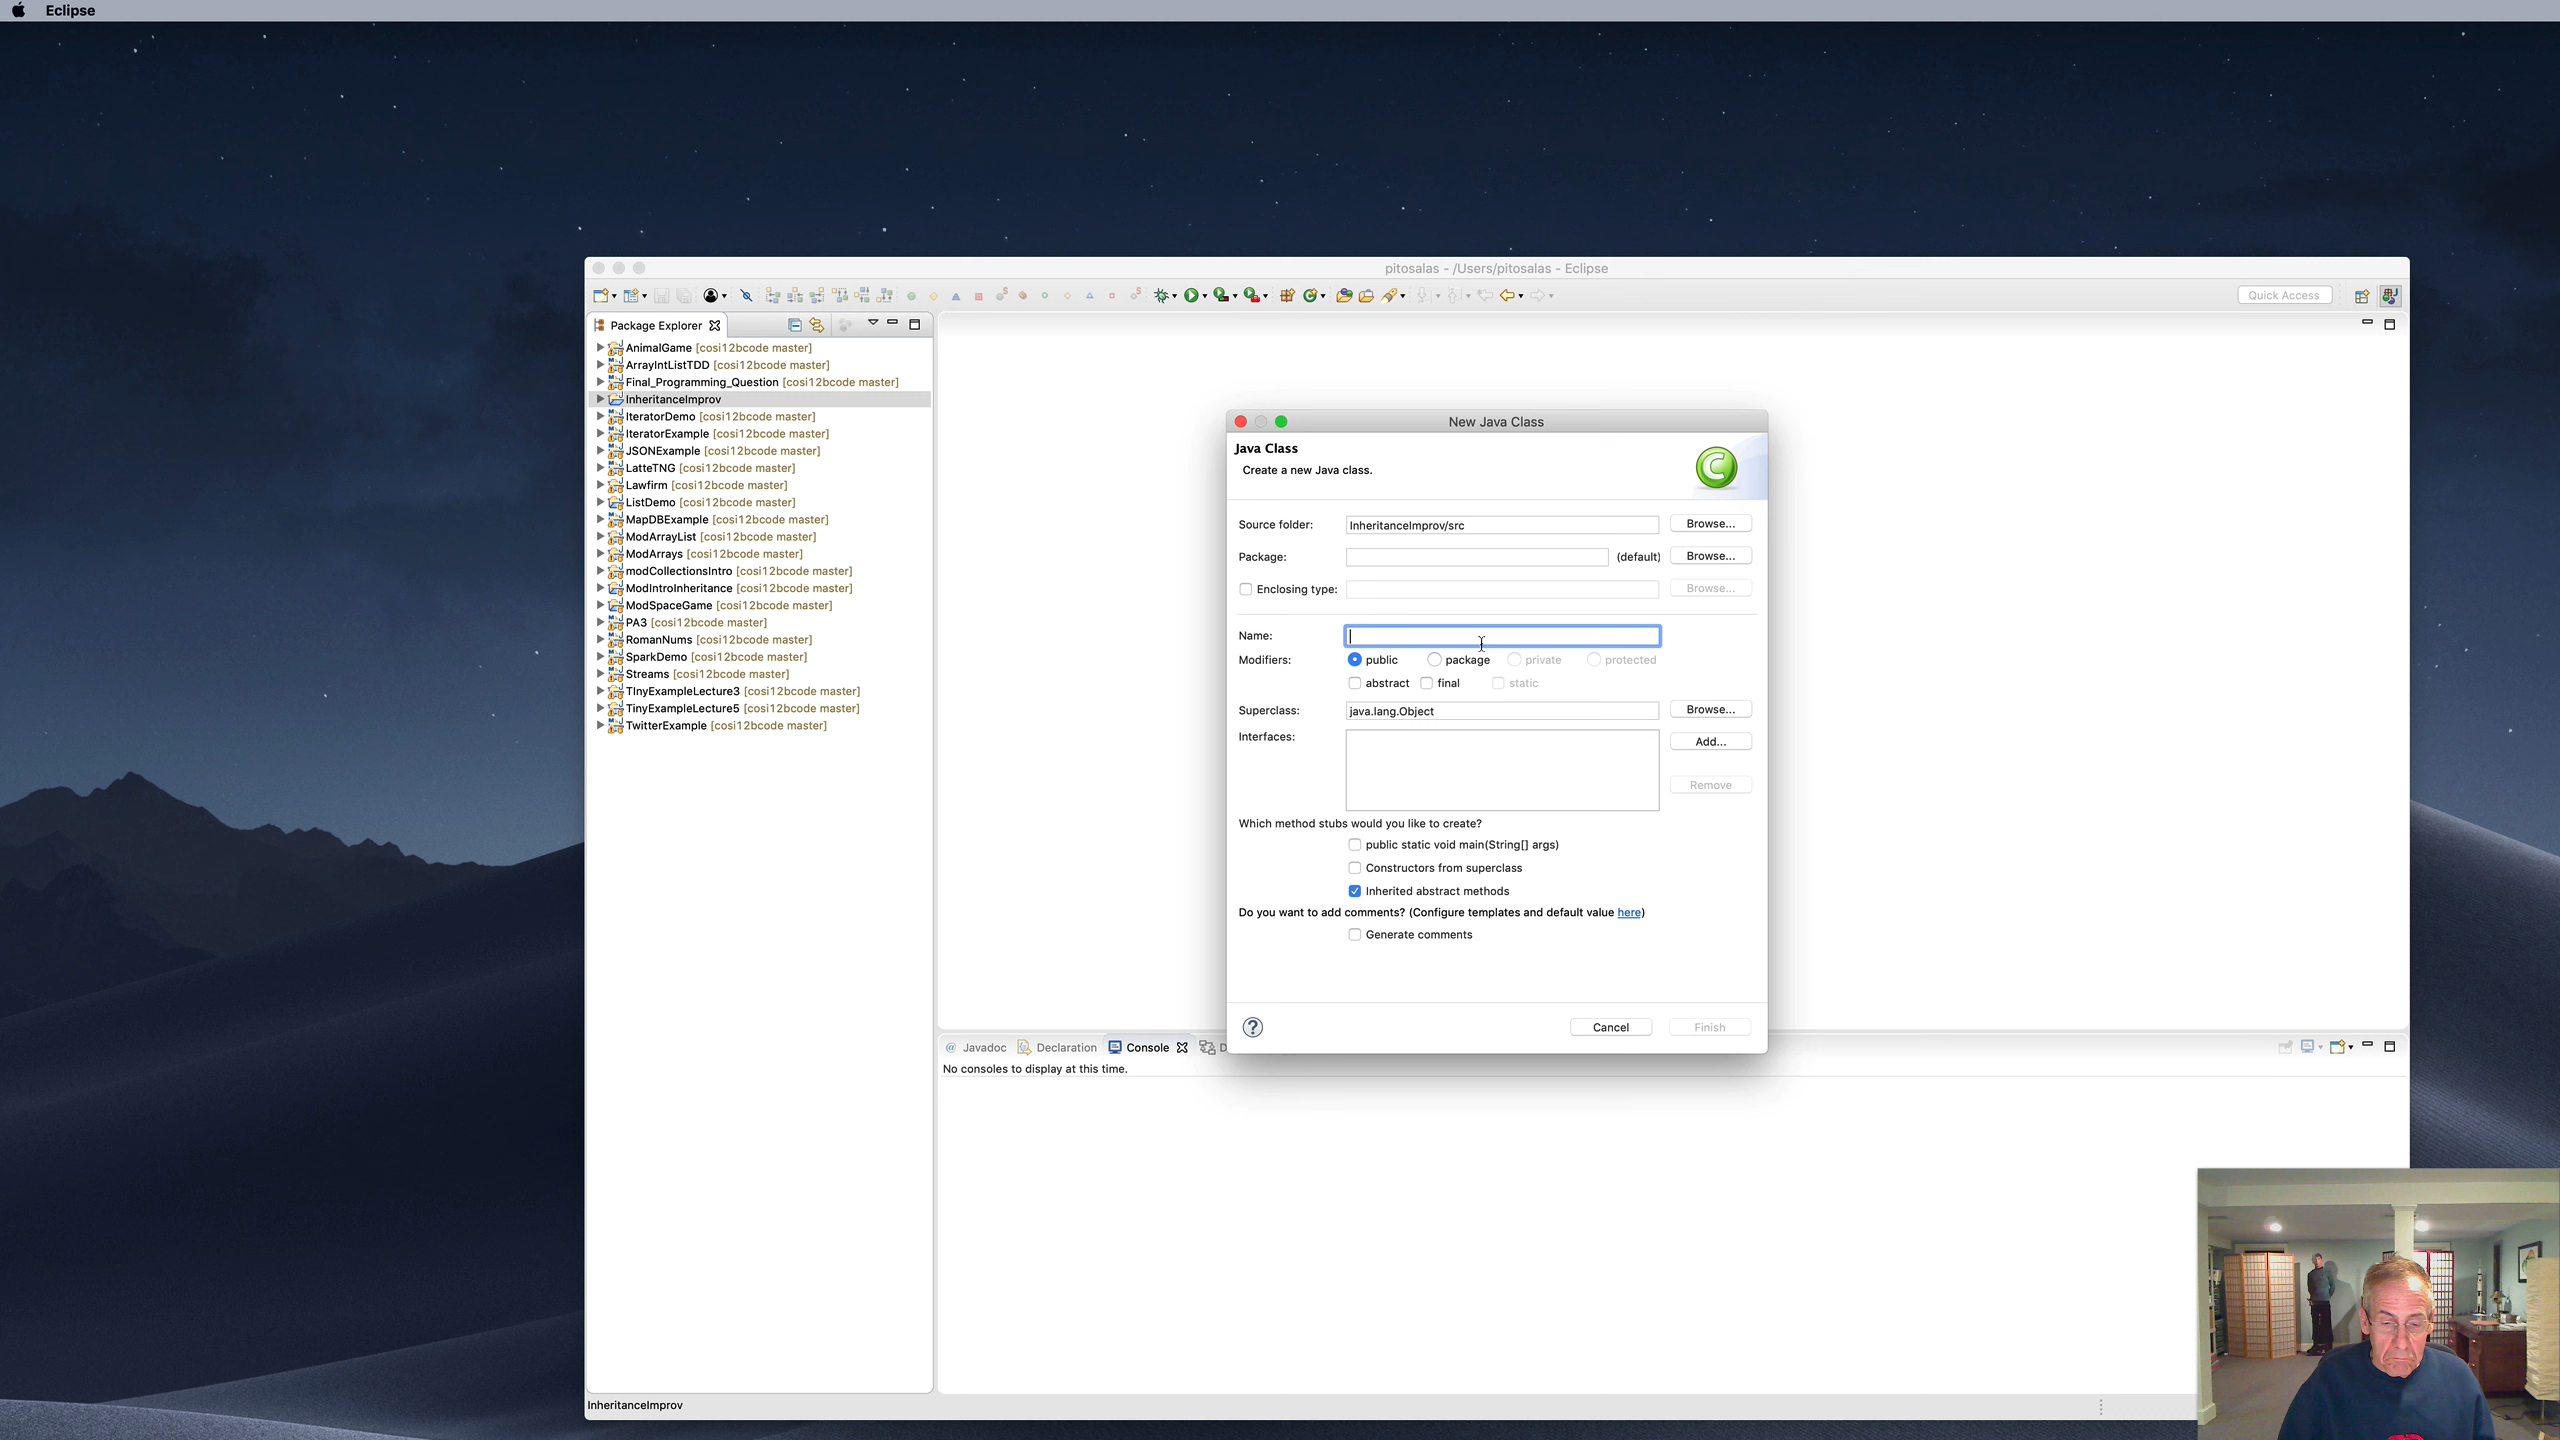 Eclipse
pitosalas - /Users/pitosalas - Eclipse
Quick Access
Package Explorer
AnimalGame [cosi12bcode master]
ArrayIntListTDD [cosi12bcode master]
Final_Programming_Question [cosi12bcode master]
InheritanceImprov
IteratorDemo [cosi12bcode master]
IteratorExample [cosi12bcode master]
JSONExample [cosi12bcode master]
LatteTNG [cosi12bcode master]
Lawfirm [cosi12bcode master]
ListDemo [cosi12bcode master]
MapDBExample [cosi12bcode master]
ModArrayList [cosi12bcode master]
ModArrays [cosi12bcode master]
modCollectionsIntro [cosi12bcode master]
ModIntroInheritance [cosi12bcode master]
ModSpaceGame [cosi12bcode master]
PA3 [cosi12bcode master]
RomanNums [cosi12bcode master]
SparkDemo [cosi12bcode master]
Streams [cosi12bcode master]
TInyExampleLecture3 [cosi12bcode master]
TinyExampleLecture5 [cosi12bcode master]
TwitterExample [cosi12bcode master]
New Java Class
Java Class
Create a new Java class.
Source folder: InheritanceImprov/src Browse...
Package: (default) Browse...
Enclosing type: Browse...
Name:
Modifiers: public package private protected
abstract final static
Superclass: java.lang.Object Browse...
Interfaces: Add...
Remove
Which method stubs would you like to create?
public static void main(String[] args)
Constructors from superclass
Inherited abstract methods
Do you want to add comments? (Configure templates and default value here)
Generate comments
Cancel Finish
@ Javadoc Declaration Console D
No consoles to display at this time.
InheritanceImprov